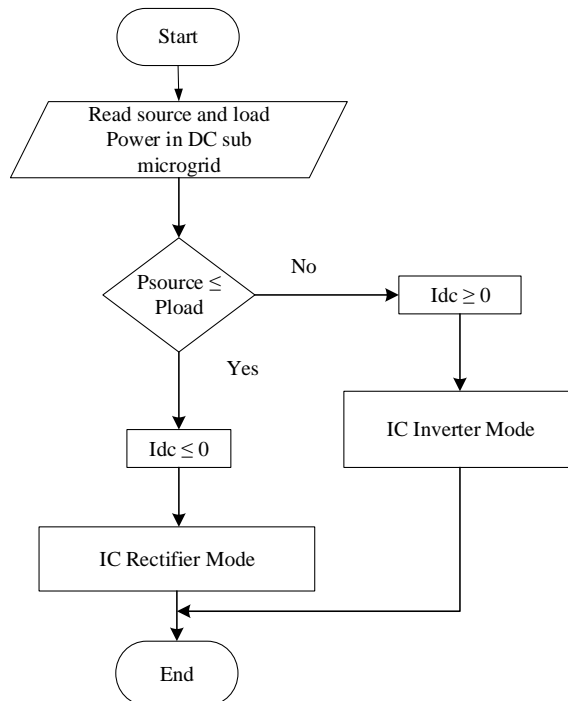 Start
Read source and load
Power in DC sub
microgrid
Psource ≤
Pload
No
Idc ≥ 0
Yes
IC Inverter Mode
Idc ≤ 0
IC Rectifier Mode
End